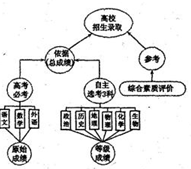 高校
招生录取
依据
(总成绩)
参考
高考
必考
自主
选考3科
综合素质评价
语文
数学
外语
政治
历史
地理
物理
化学
生物
原始
成绩
等级
成绩